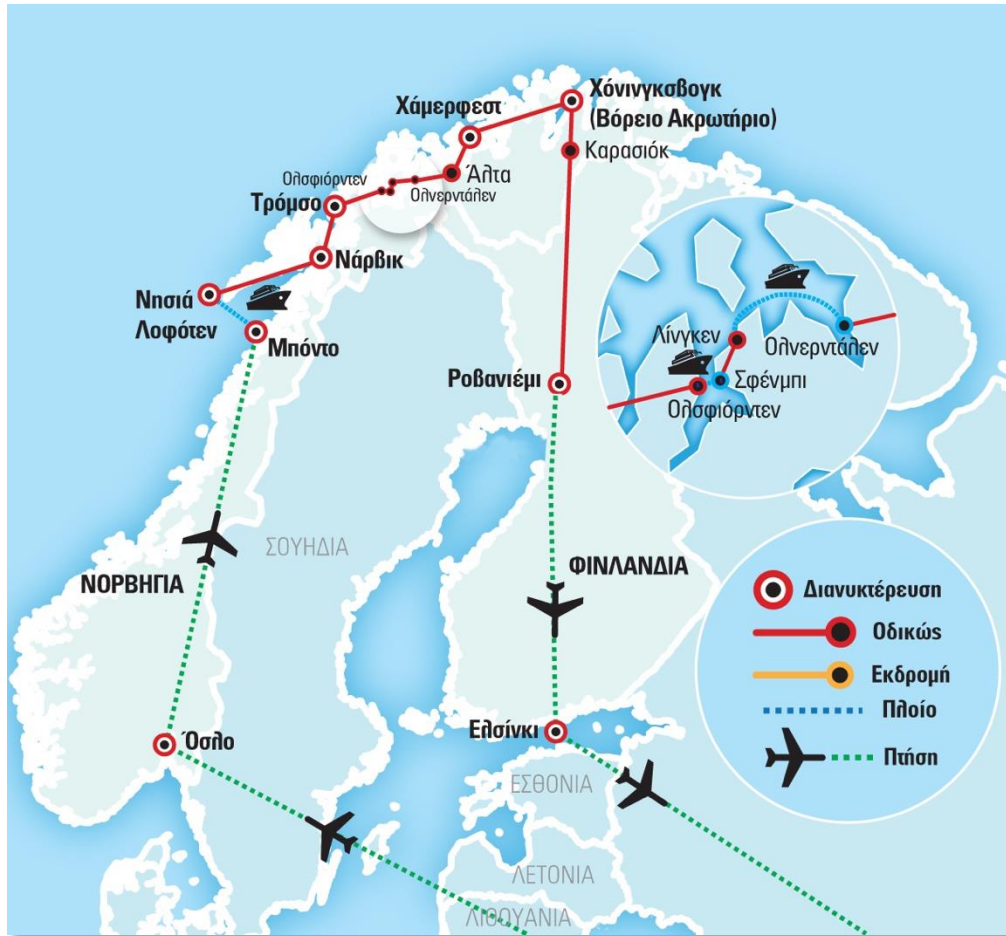 Χόνινγκσβογκ
(Βόρειο Ακρωτήριο)
Χάμερφεστ
Καρασιόκ
Άλτα
Ολσφιόρντεν
Ολνερντάλεν
Τρόμσο
Νάρβικ
Νησιά
Λοφότεν
Μπόντο
Λίνγκεν
Ολνερντάλεν
Σφένμπι
Ολσφιόρντεν
Ροβανιέμι
ΣΟΥΗΔΙΑ
ΝΟΡΒΗΓΙΑ
ΦΙΝΛΑΝΔΙΑ
Διανυκτέρευση
Οδικώς
Εκδρομή
Πλοίο
Πτήση
Όσλο
Ελσίνκι
ΕΣΘΟΝΙΑ
ΛΕΤΟΝΙΑ
ΛΙΘΟΥΑΝΙΑ